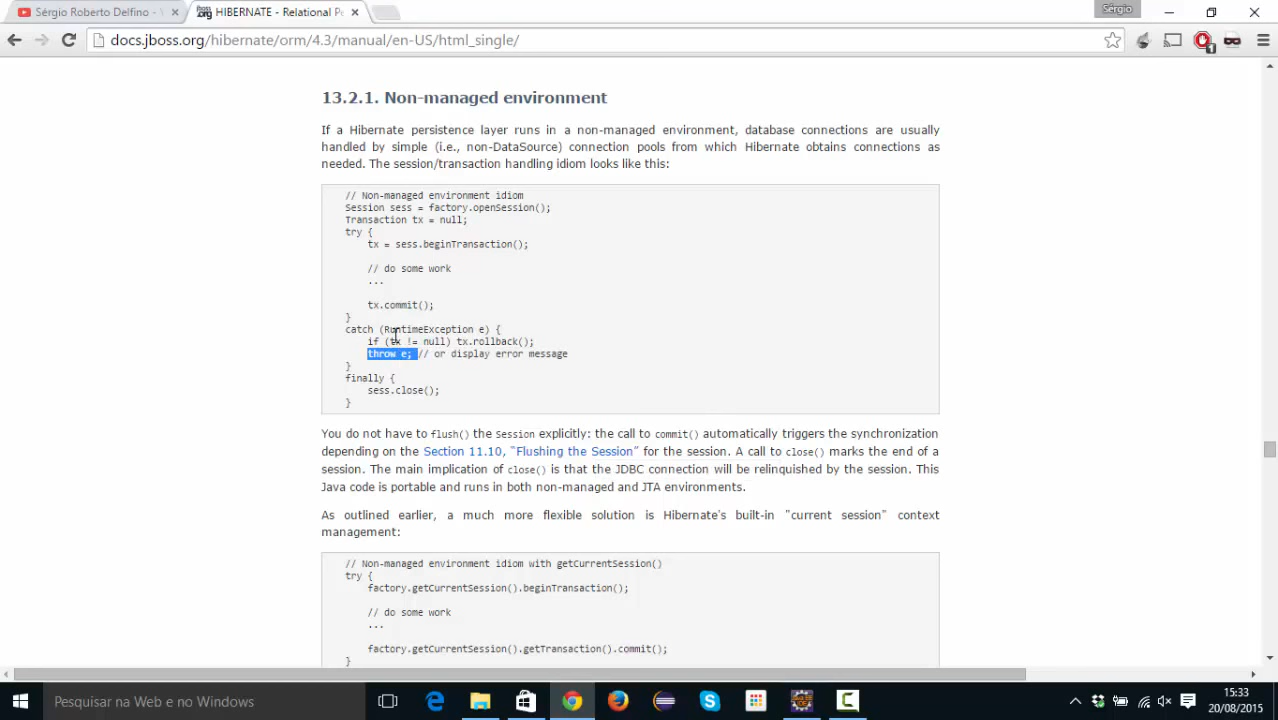 Sérgio Roberto Delfino -
HIBERNATE - Relational P
Sérgio
docs.jboss.org/hibernate/orm/4.3/manual/en-US/html_single/
13.2.1. Non-managed environment
If a Hibernate persistence layer runs in a non-managed environment, database connections are usually
handled by simple (i.e., non-DataSource) connection pools from which Hibernate obtains connections as
needed. The session/transaction handling idiom looks like this:
// Non-managed environment idiom
Session sess = factory.openSession();
Transaction tx = null;
try {
tx = sess.beginTransaction();
// do some work
...
tx.commit();
}
catch (RuntimeException e) {
if (tx != null) tx.rollback();
throw e; // or display error message
}
finally {
sess.close();
}
You do not have to flush() the Session explicitly: the call to commit() automatically triggers the synchronization
depending on the Section 11.10, "Flushing the Session" for the session. A call to close() marks the end of a
session. The main implication of close() is that the JDBC connection will be relinquished by the session. This
Java code is portable and runs in both non-managed and JTA environments.
As outlined earlier, a much more flexible solution is Hibernate's built-in "current session" context
management:
// Non-managed environment idiom with getCurrentSession()
try {
factory.getCurrentSession().beginTransaction();
// do some work
...
factory.getCurrentSession().getTransaction().commit();
}
Pesquisar na Web e no Windows
15:33
20/08/2015